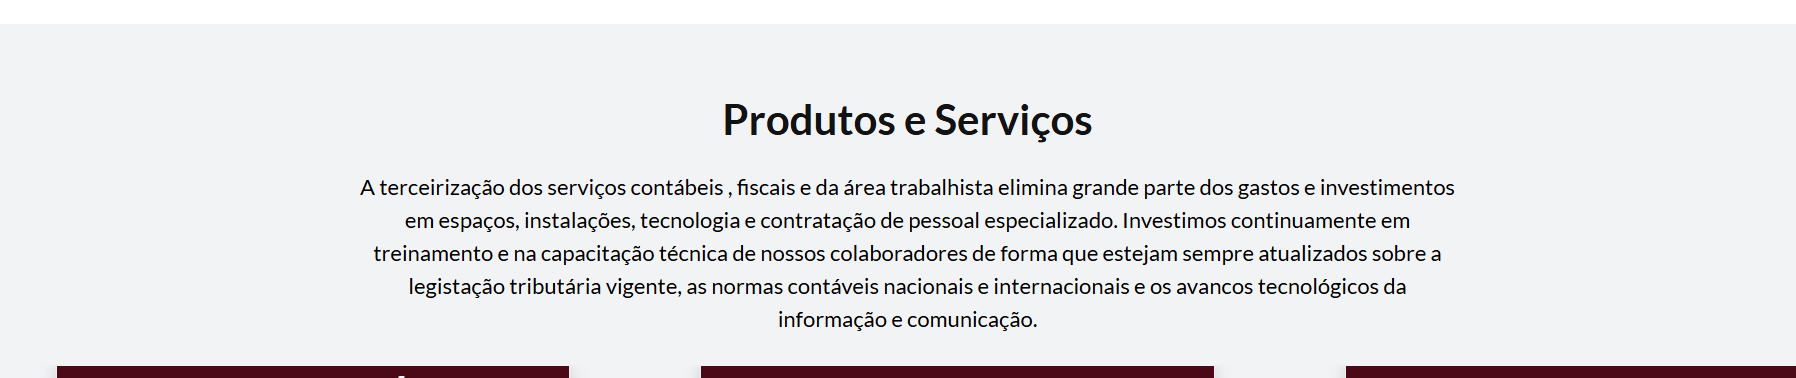 Produtos e Serviços
A terceirização dos serviços contábeis , fiscais e da área trabalhista elimina grande parte dos gastos e investimentos
em espaços, instalações, tecnologia e contratação de pessoal especializado. Investimos continuamente em
treinamento e na capacitação técnica de nossos colaboradores de forma que estejam sempre atualizados sobre a
legistação tributária vigente, as normas contáveis nacionais e internacionais e os avancos tecnológicos da
informação e comunicação.